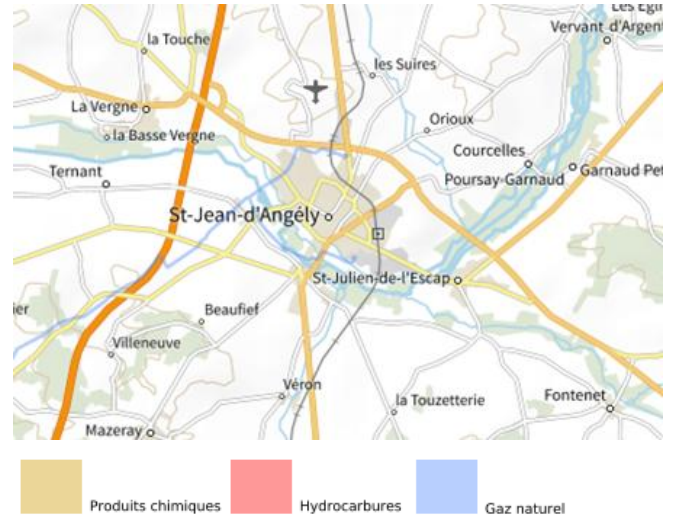 Les Egli
Vervant-d'Argent
la Touche
les Suires
La Vergne
Orioux
la Basse Vergne
Courcelles
Ternant
Poursay-Garnaud
Garnaud Pet
St-Jean-d'Angély
St-Julien-de-l'Escap
ier
Beaufief
Villeneuve
Véron
la Touzetterie
Fontenet
Mazeray
Produits chimiques
Hydrocarbures
Gaz naturel